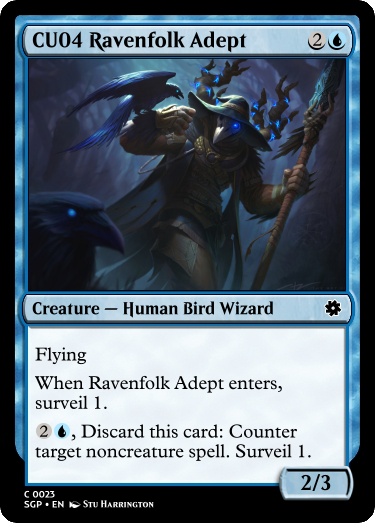 CU04 Ravenfolk Adept 2
Creature — Human Bird Wizard
Flying
When Ravenfolk Adept enters,
surveil 1.
2, Discard this card: Counter
target noncreature spell. Surveil 1.
2/3
C 0023
SGP • EN Stu Harrington